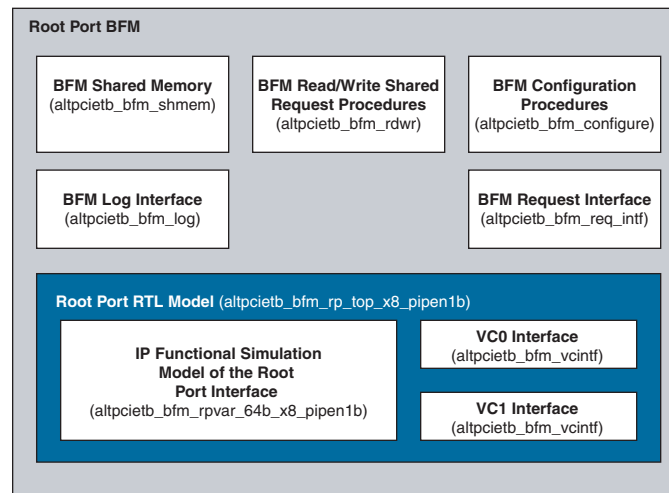 Root Port BFM
BFM Shared Memory
(altpcietb_bfm_shmem)
BFM Read/Write Shared
Request Procedures
(altpcietb_bfm_rdwr)
BFM Configuration
Procedures
(altpcietb_bfm_configure)
BFM Log Interface
(altpcietb_bfm_log)
BFM Request Interface
(altpcietb_bfm_req_intf)
Root Port RTL Model (altpcietb_bfm_rp_top_x8_pipen1b)
IP Functional Simulation
Model of the Root
Port Interface
(altpcietb_bfm_rpvar_64b_x8_pipen1b)
VC0 Interface
(altpcietb_bfm_vcintf)
VC1 Interface
(altpcietb_bfm_vcintf)